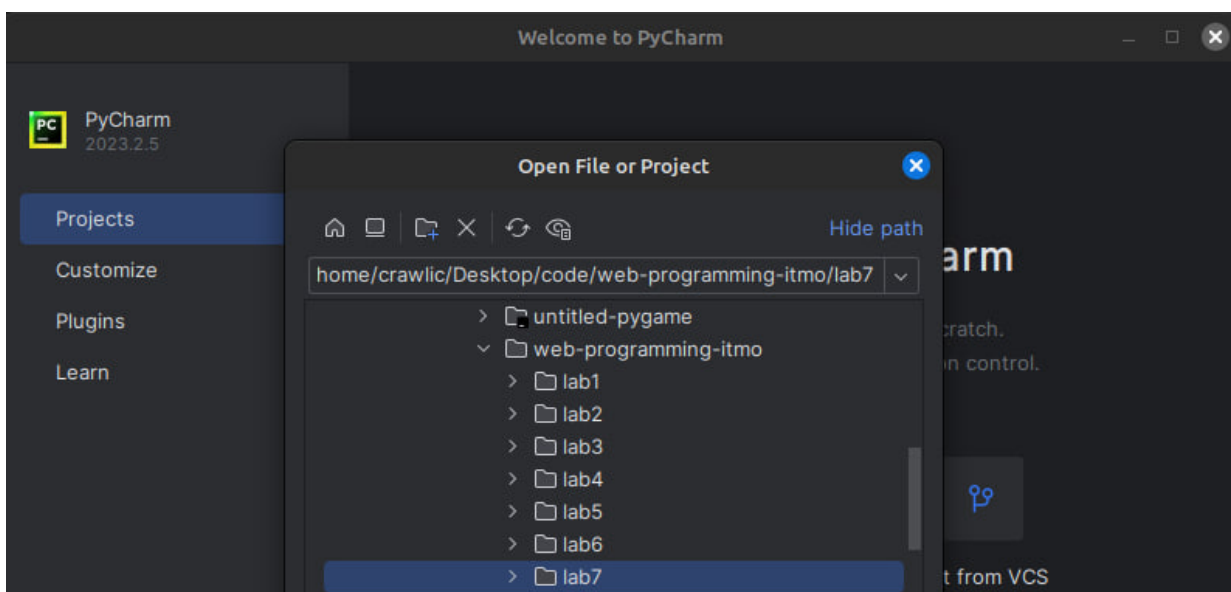 Welcome to PyCharm
PC
PyCharm
2023.2.5
Projects
Customize
Plugins
Learn
Open File or Project
Hide path
home/crawlic/Desktop/code/web-programming-itmo/lab7
untitled-pygame
web-programming-itmo
lab1
lab2
lab3
lab4
lab5
lab6
lab7
arm
cratch.
on control.
t from VCS